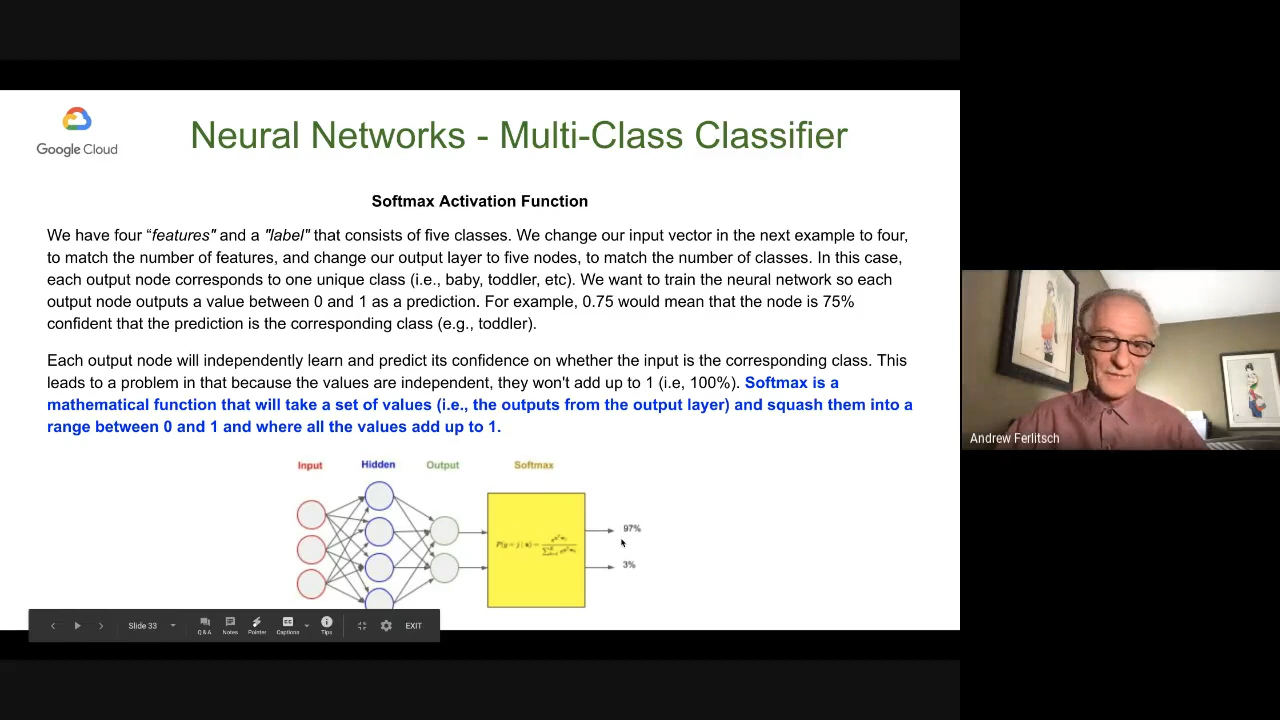 Google Cloud
Neural Networks - Multi-Class Classifier
Softmax Activation Function
We have four “features" and a "label" that consists of five classes. We change our input vector in the next example to four,
to match the number of features, and change our output layer to five nodes, to match the number of classes. In this case,
each output node corresponds to one unique class (i.e., baby, toddler, etc). We want to train the neural network so each
output node outputs a value between 0 and 1 as a prediction. For example, 0.75 would mean that the node is 75%
confident that the prediction is the corresponding class (e.g., toddler).
Each output node will independently learn and predict its confidence on whether the input is the corresponding class. This
leads to a problem in that because the values are independent, they won't add up to 1 (i.e, 100%). Softmax is a
mathematical function that will take a set of values (i.e., the outputs from the output layer) and squash them into a
range between 0 and 1 and where all the values add up to 1.
Input Hidden Output Softmax
97%
3%
Slide 33 Q & A Notes Pointer Captions Tips EXIT
Andrew Ferlitsch